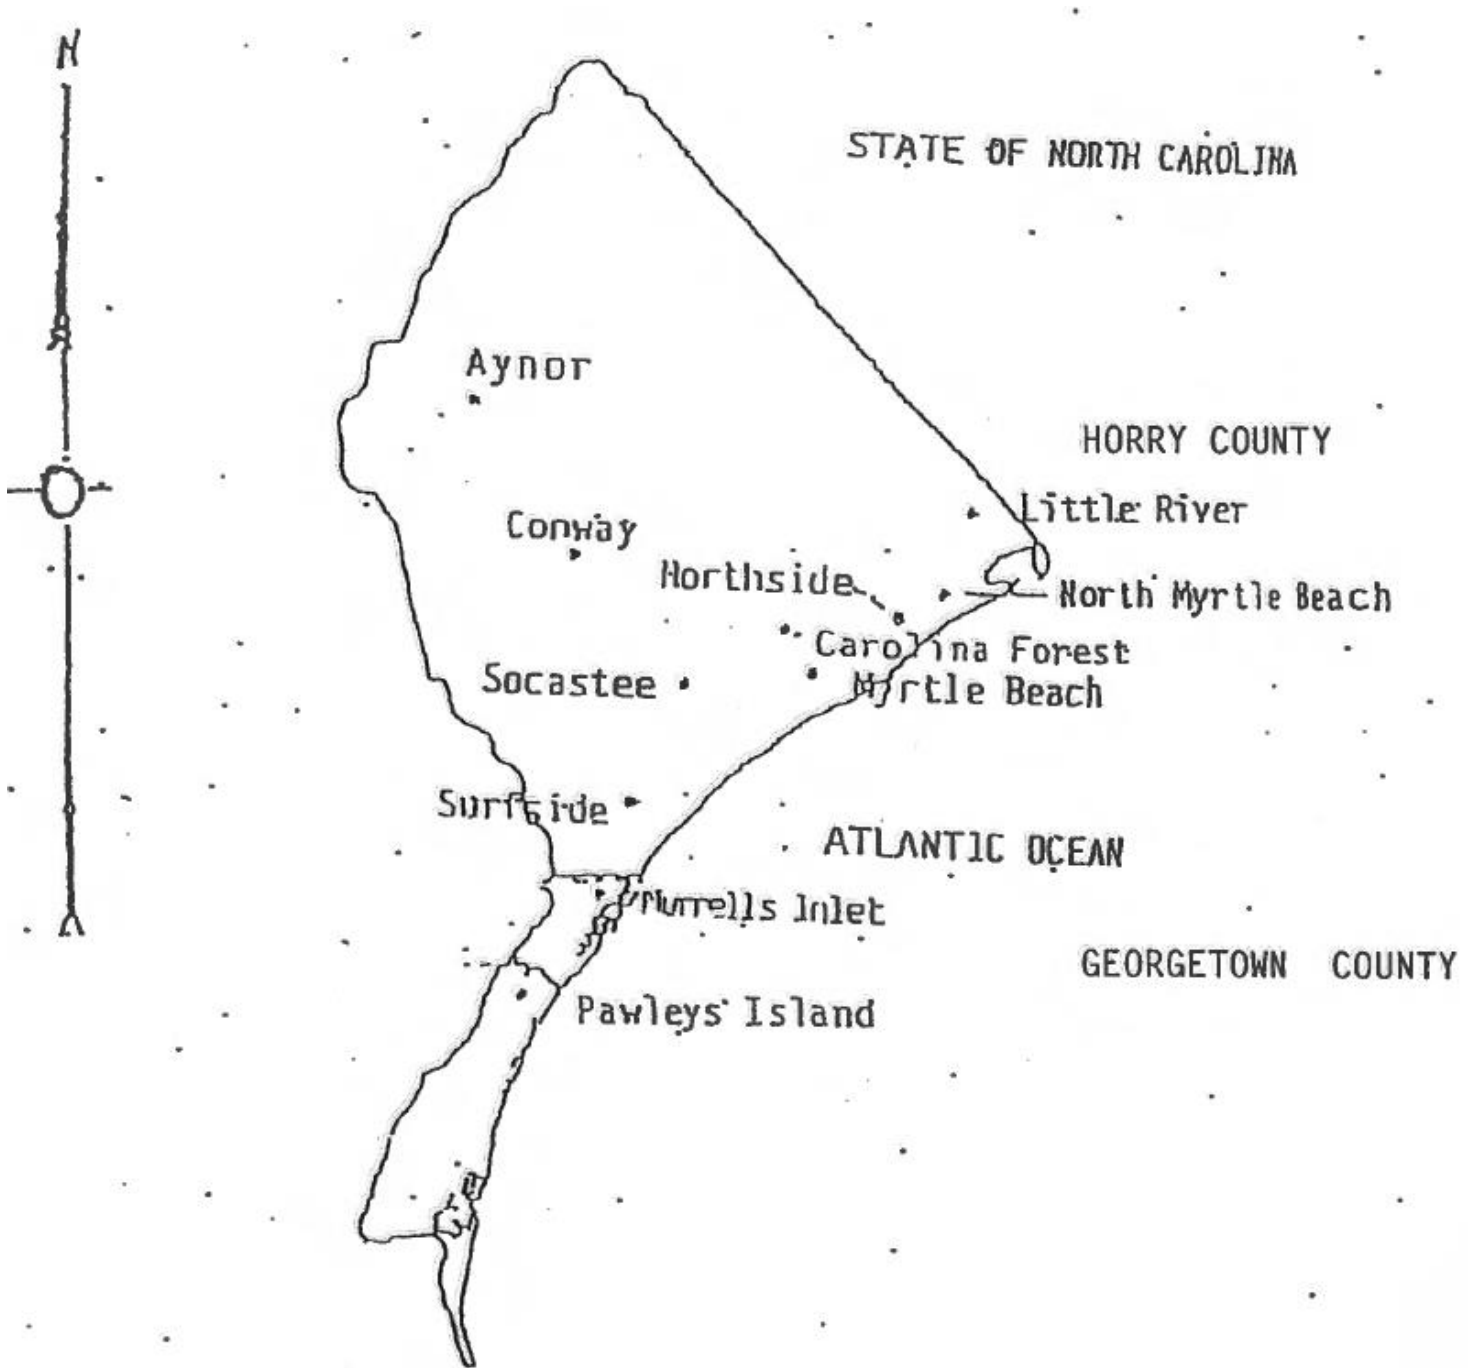 N
STATE OF NORTH CAROLINA
Aynor
HORRY COUNTY
Little River
Conway
Northside
North Myrtle Beach
Carolina Forest
Socastee
Myrtle Beach
Surfside
ATLANTIC OCEAN
Murrells Inlet
GEORGETOWN COUNTY
Pawleys Island